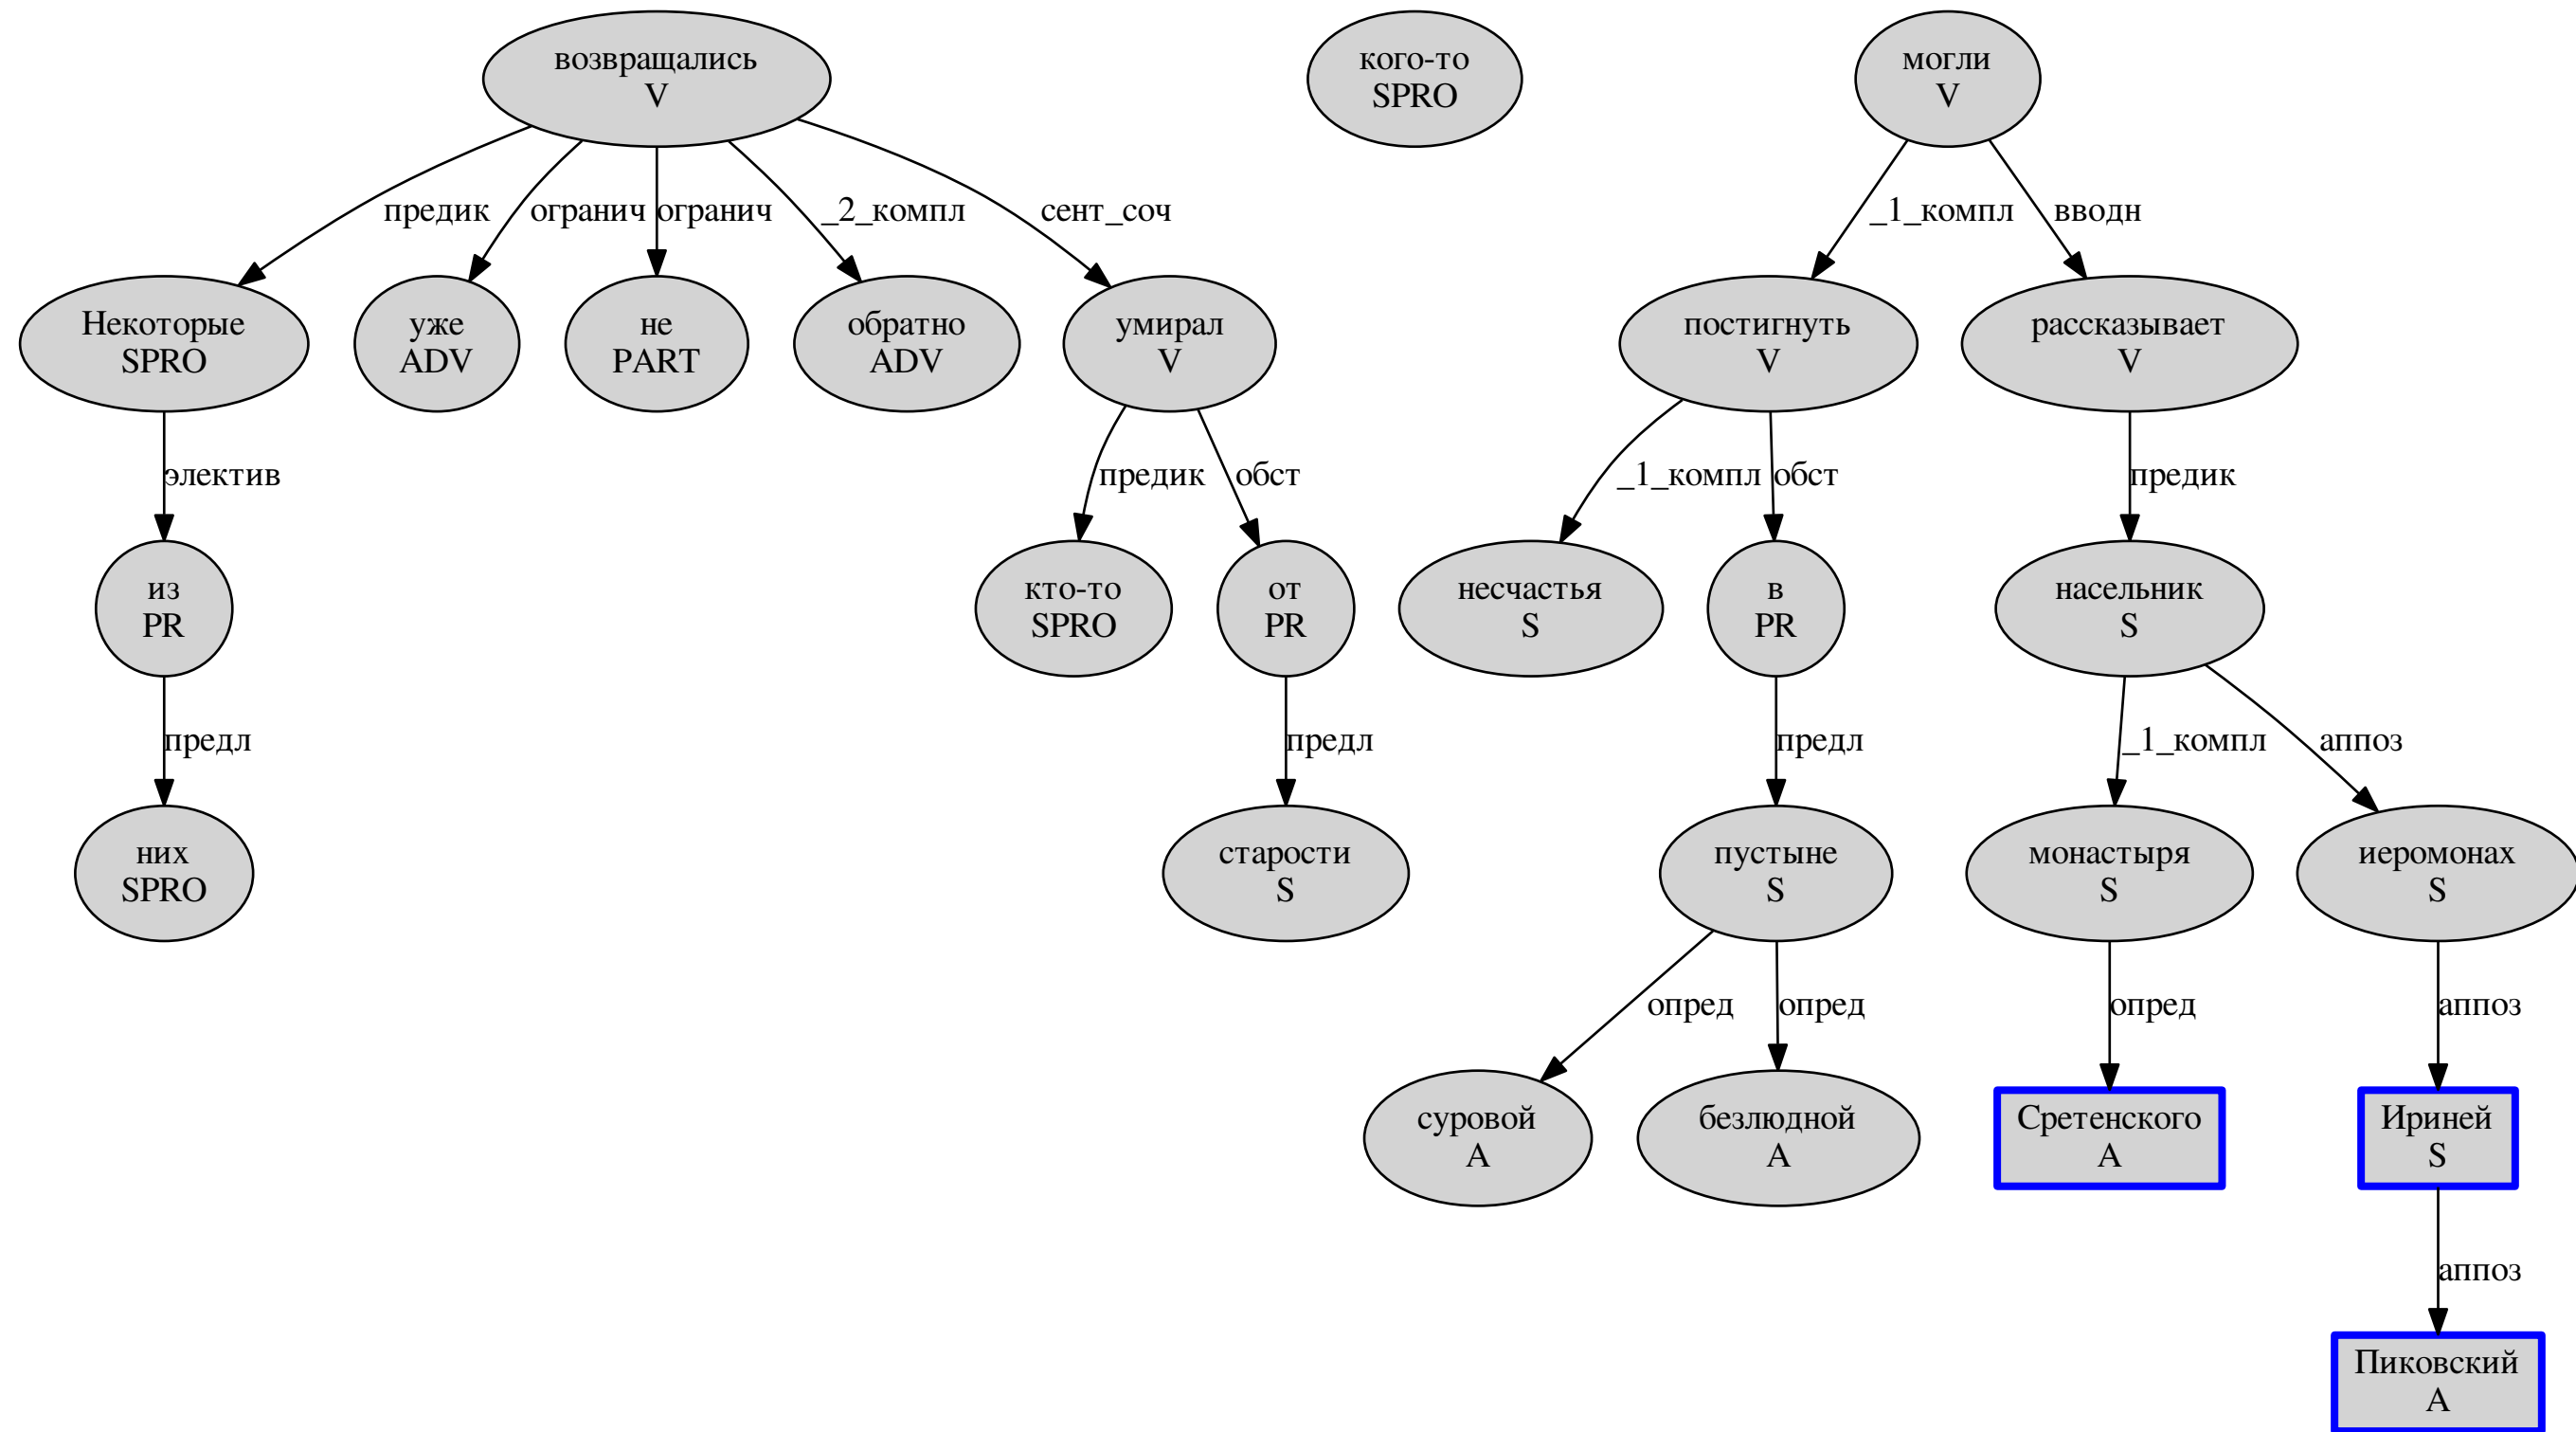 возвращались
V
кого-то
SPRO
могли
V
предик
огранич
огранич
_2_компл
сент_соч
_1_компл
вводн
Некоторые
SPRO
уже
ADV
не
PART
обратно
ADV
умирал
V
постигнуть
V
рассказывает
V
электив
предик
обст
_1_компл
обст
предик
из
PR
кто-то
SPRO
от
PR
несчастья
S
в
PR
насельник
S
предл
предл
предл
_1_компл
аппоз
них
SPRO
старости
S
пустыне
S
монастыря
S
иеромонах
S
опред
опред
опред
аппоз
суровой
A
безлюдной
A
Сретенского
A
Ириней
S
аппоз
Пиковский
A